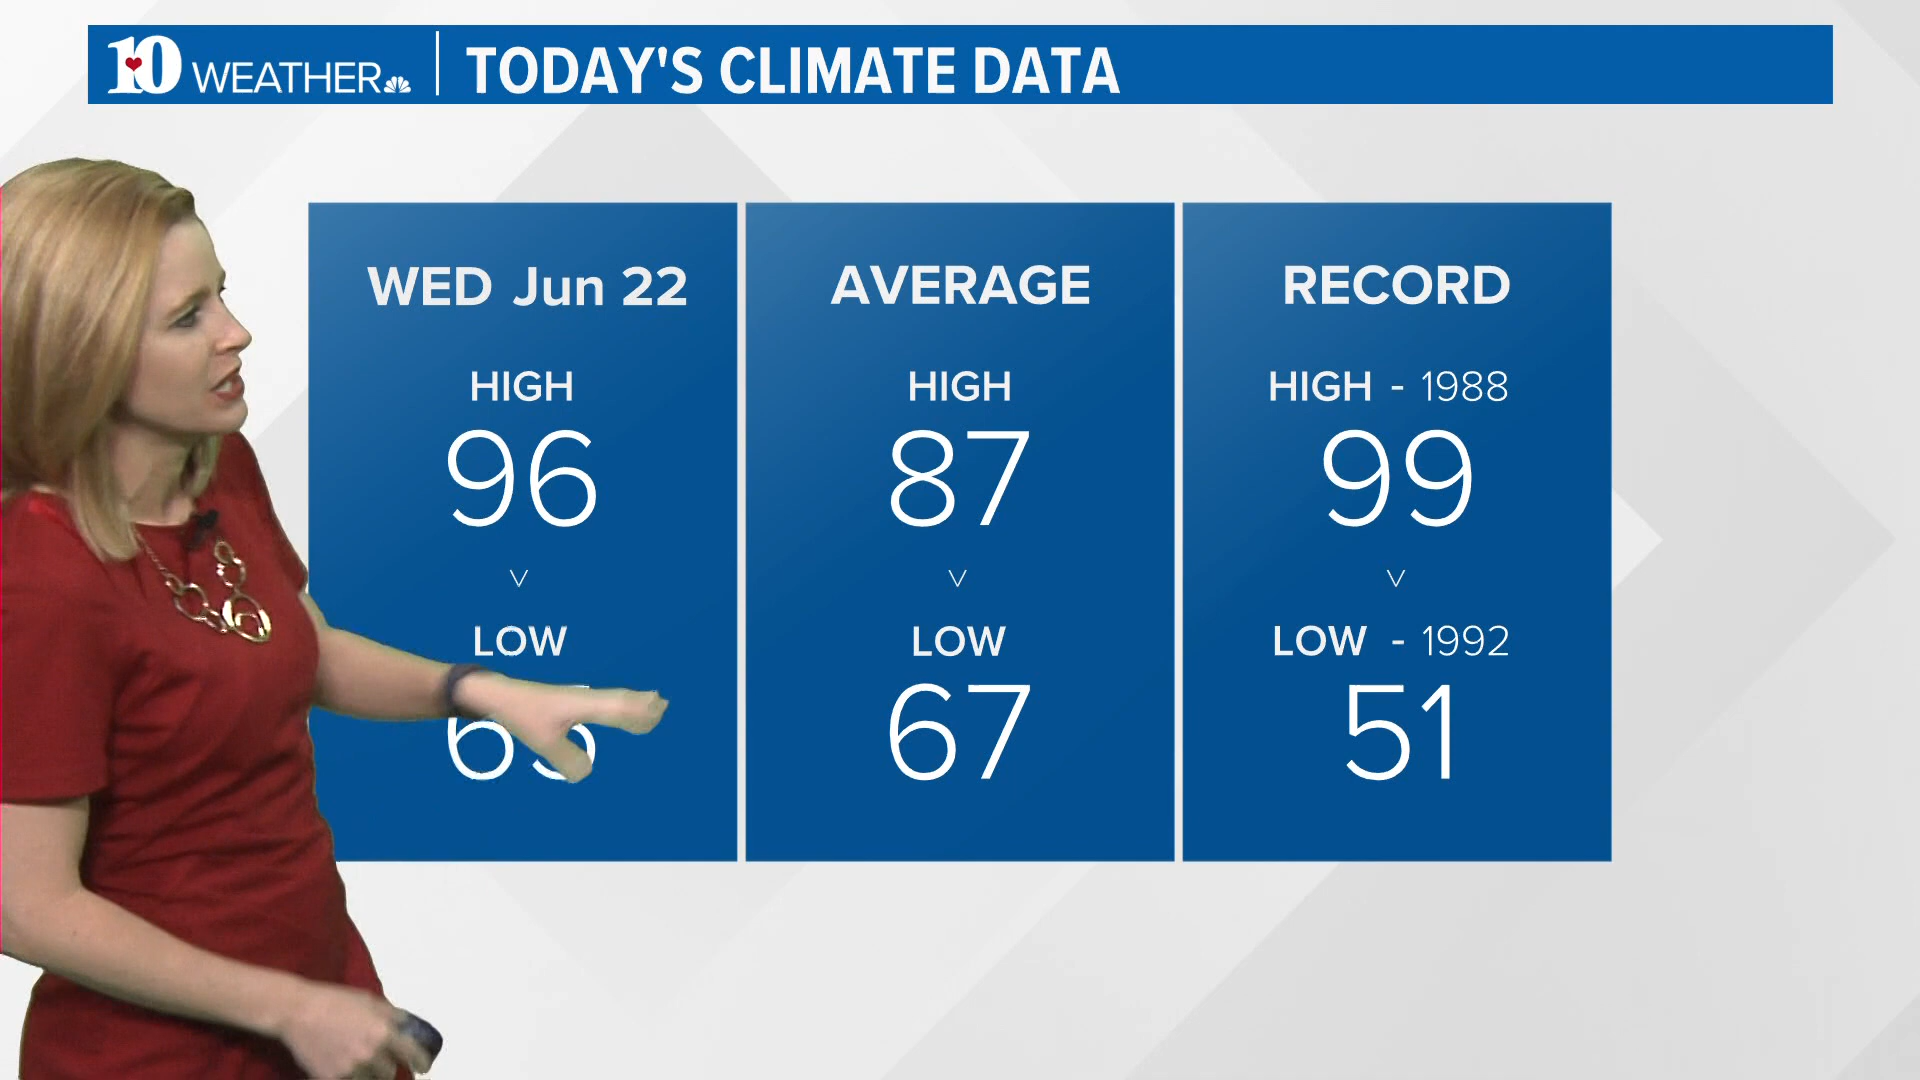 10 WEATHER TODAY'S CLIMATE DATA
WED Jun 22
HIGH
96
LOW
AVERAGE
HIGH
87
LOW
67
RECORD
HIGH - 1988
99
LOW - 1992
51